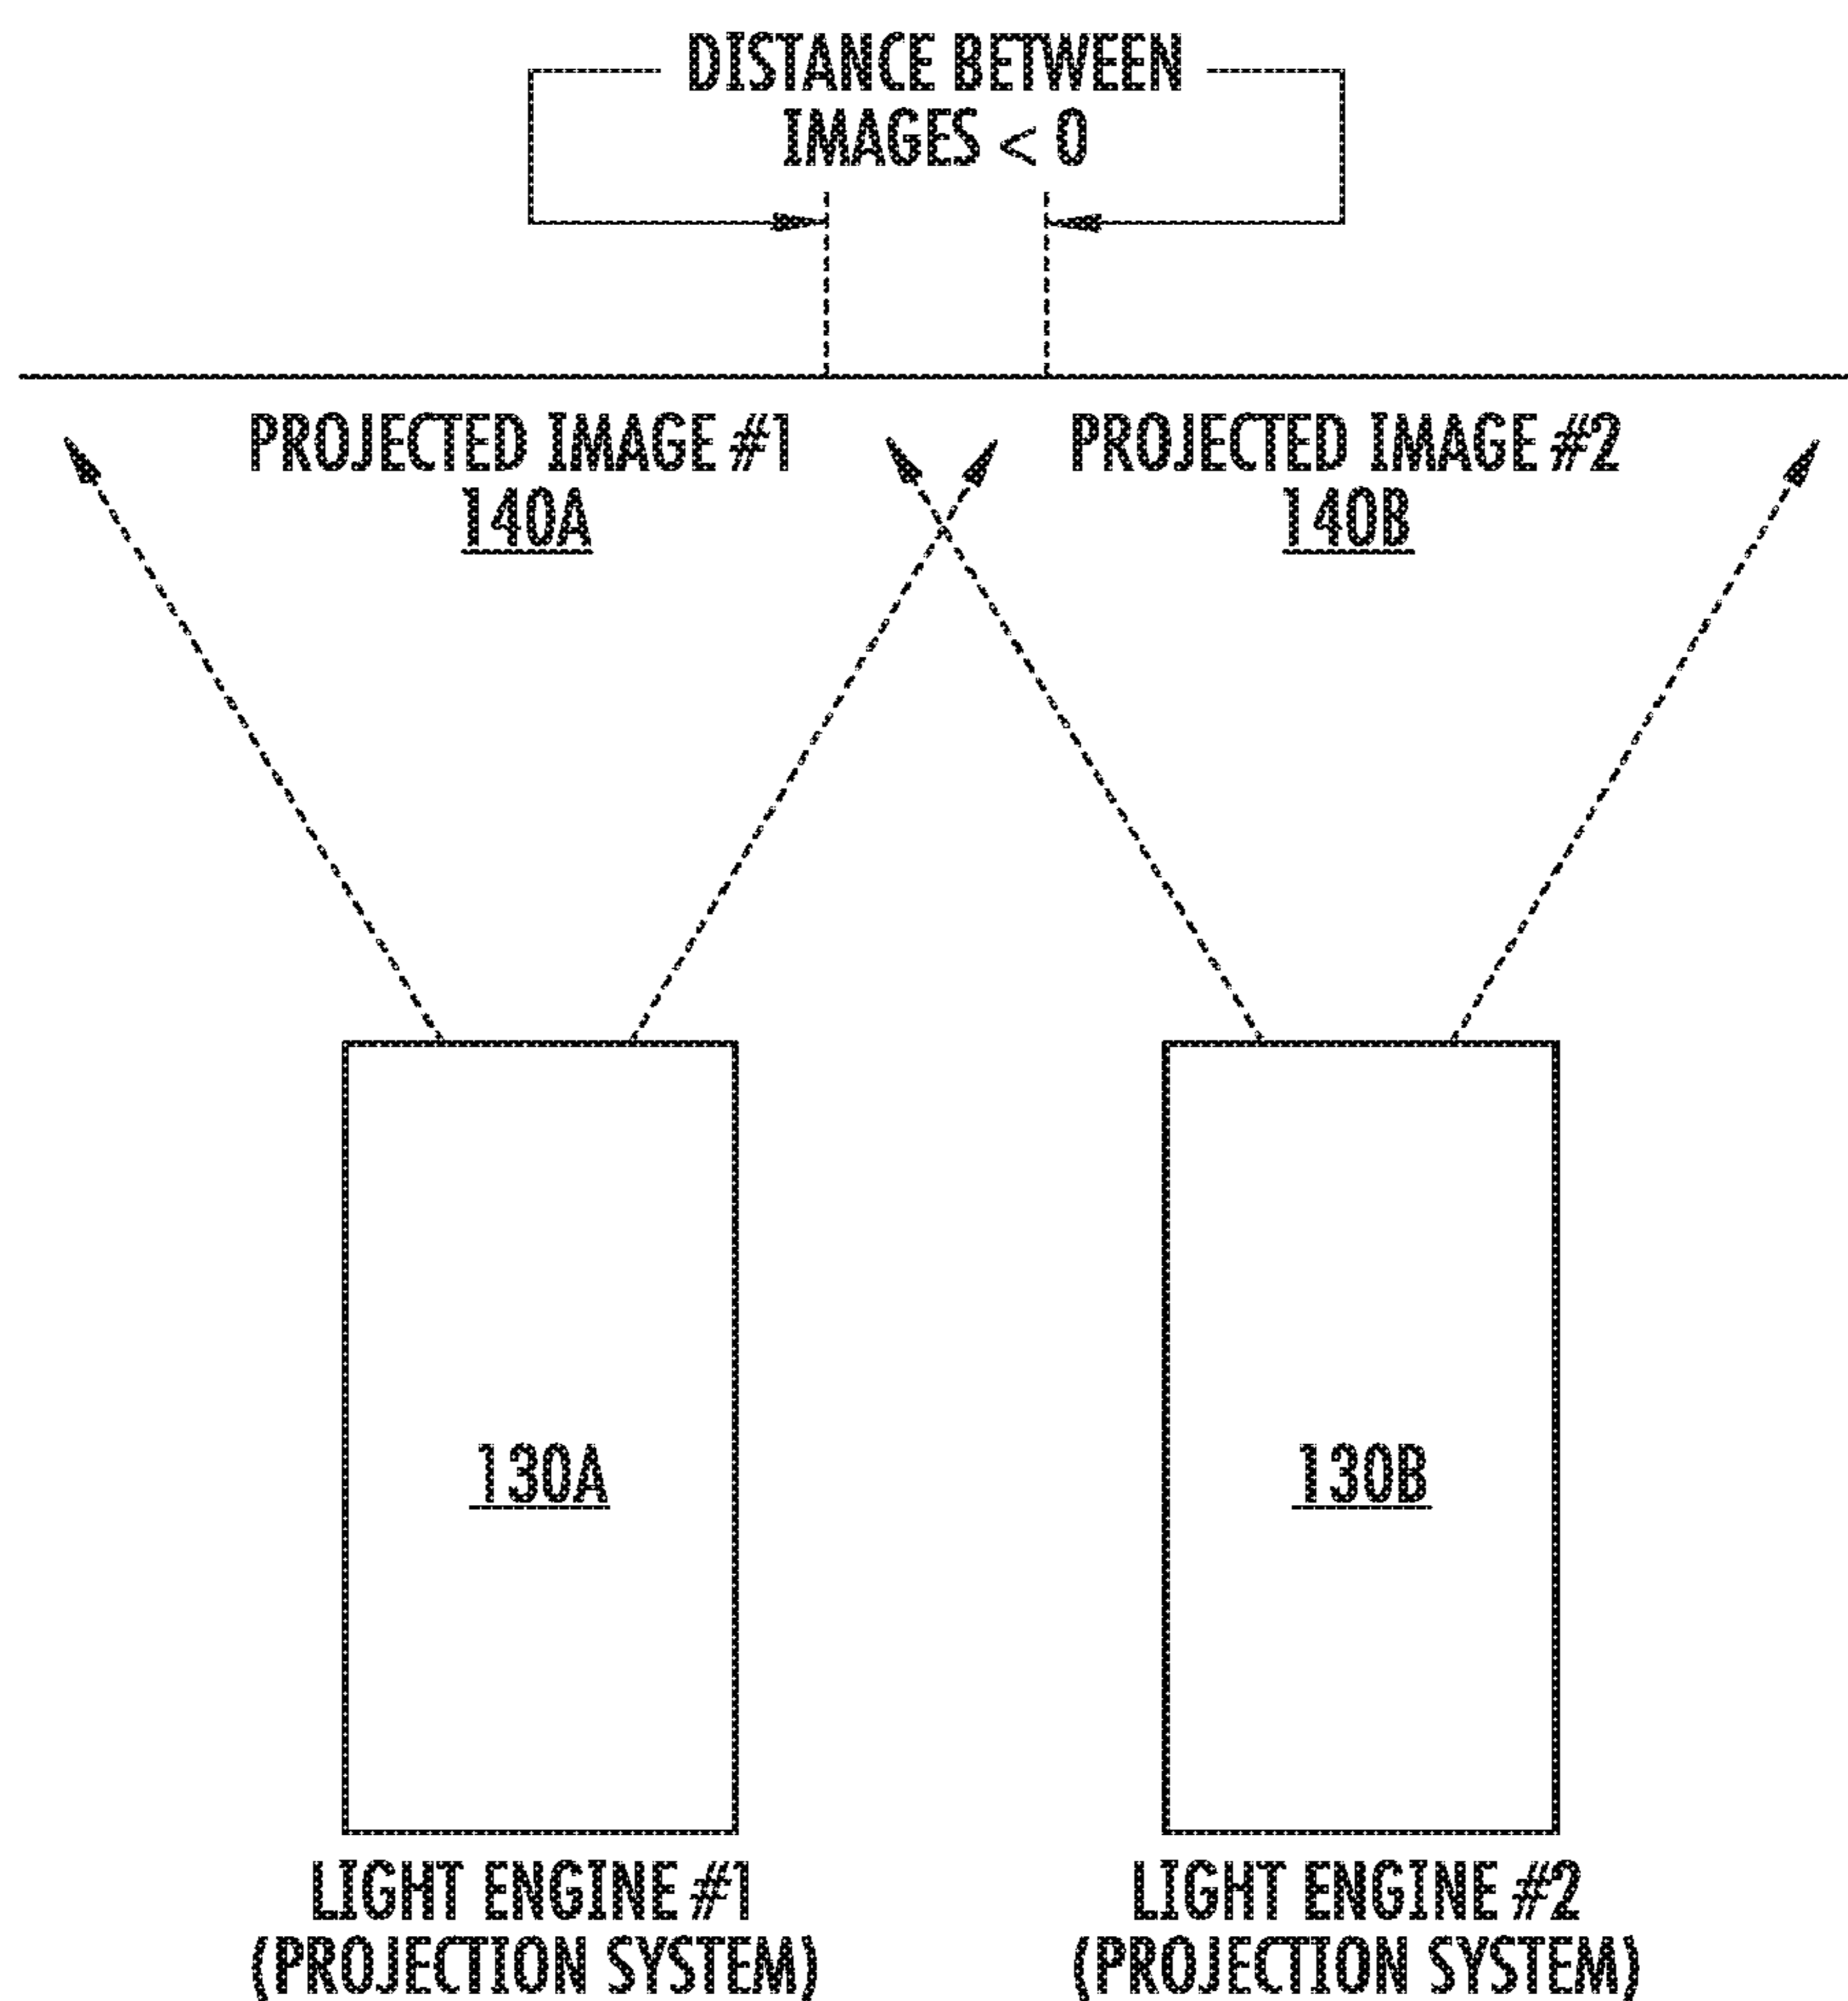 DISTANCE BETWEEN
IMAGES < 0
PROJECTED IMAGE #1
140A
PROJECTED IMAGE #2
140B
130A
130B
LIGHT ENGINE #1
(PROJECTION SYSTEM)
LIGHT ENGINE #2
(PROJECTION SYSTEM)